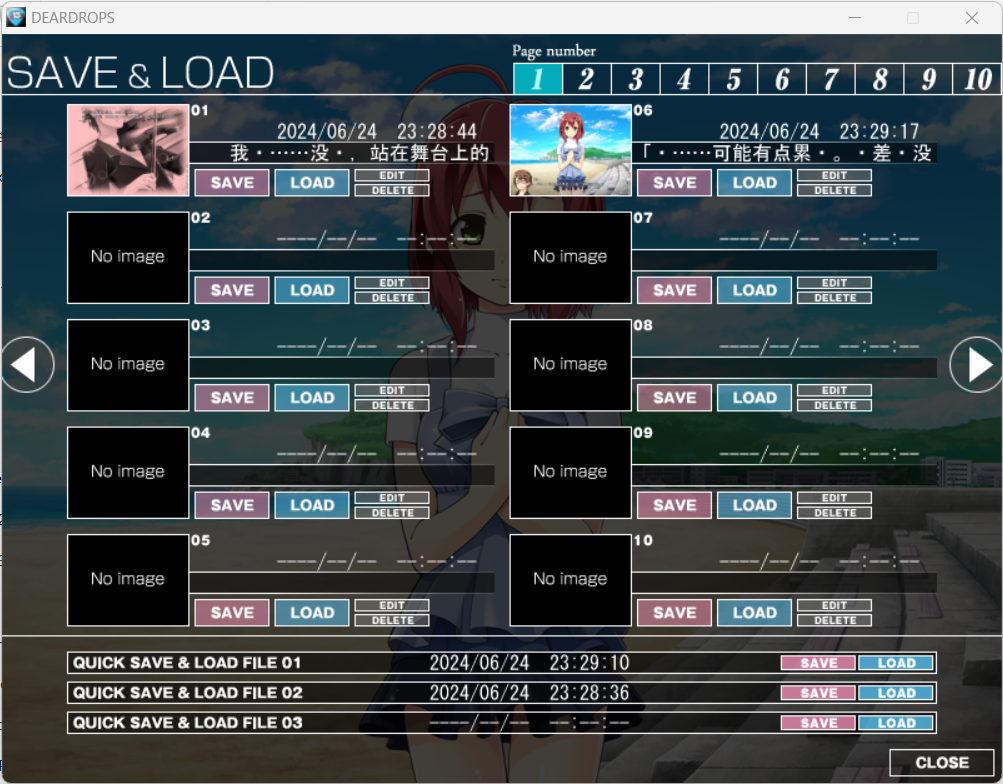 DEARDROPS
SAVE & LOAD
Page number
1 2 3 4 5 6 7 8 9 10
01
2024/06/24 23:28:44
我・……没・，站在舞台上的
SAVE LOAD EDIT DELETE
06
2024/06/24 23:29:17
「・……可能有点累・。・差・没
SAVE LOAD EDIT DELETE
02
No image
----/--/-- --:--:--
SAVE LOAD EDIT DELETE
07
No image
----/--/-- --:--:--
SAVE LOAD EDIT DELETE
03
No image
----/--/-- --:--:--
SAVE LOAD EDIT DELETE
08
No image
----/--/-- --:--:--
SAVE LOAD EDIT DELETE
04
No image
----/--/-- --:--:--
SAVE LOAD EDIT DELETE
09
No image
----/--/-- --:--:--
SAVE LOAD EDIT DELETE
05
No image
----/--/-- --:--:--
SAVE LOAD EDIT DELETE
10
No image
----/--/-- --:--:--
SAVE LOAD EDIT DELETE
QUICK SAVE & LOAD FILE 01 2024/06/24 23:29:10 SAVE LOAD
QUICK SAVE & LOAD FILE 02 2024/06/24 23:28:36 SAVE LOAD
QUICK SAVE & LOAD FILE 03 ----/--/-- --:--:-- SAVE LOAD
CLOSE